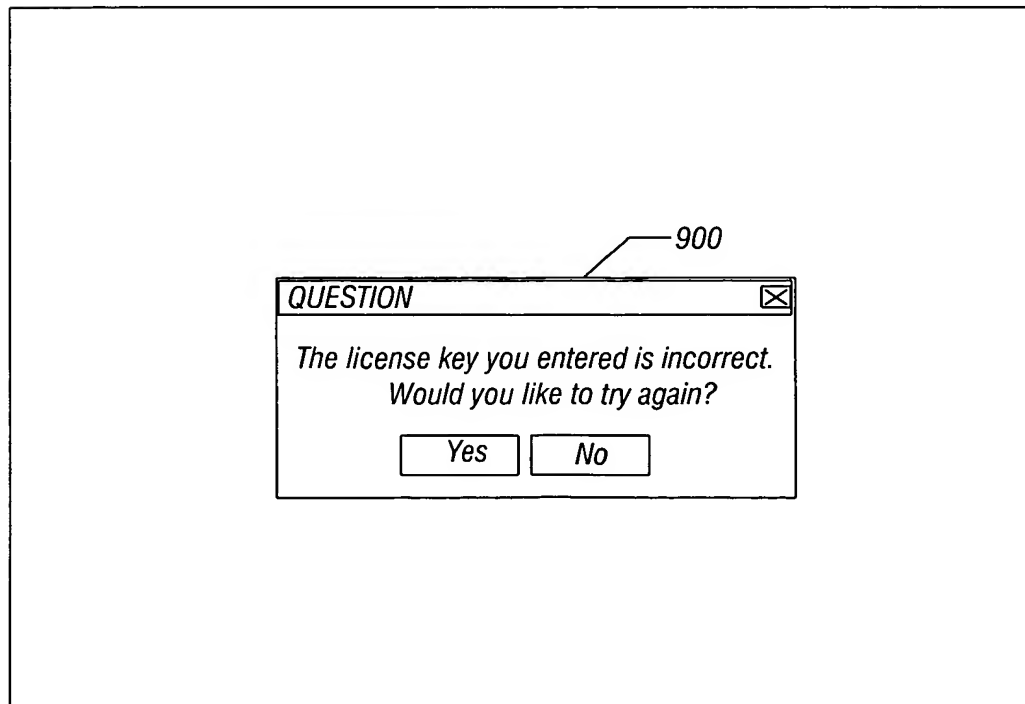 900
QUESTION
The license key you entered is incorrect.
Would you like to try again?
Yes No